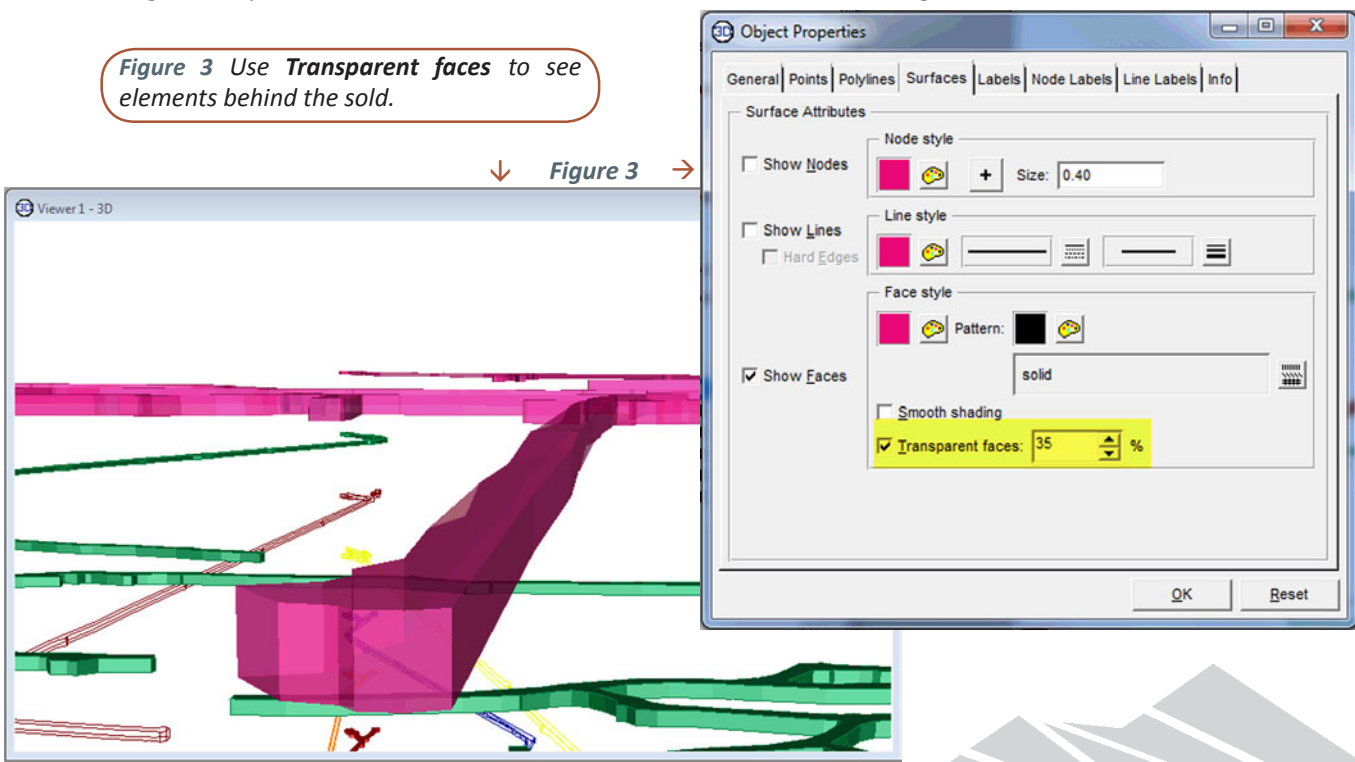 Figure 3 Use Transparent faces to see
elements behind the sold.
↓ Figure 3 →
Viewer 1 - 3D
Object Properties
General Points Polylines Surfaces Labels Node Labels Line Labels Info
Surface Attributes
Node style
Show Nodes
+ Size: 0.40
Line style
Show Lines
Hard Edges
Face style
Pattern:
Show Faces
solid
Smooth shading
Transparent faces: 35 %
OK Reset